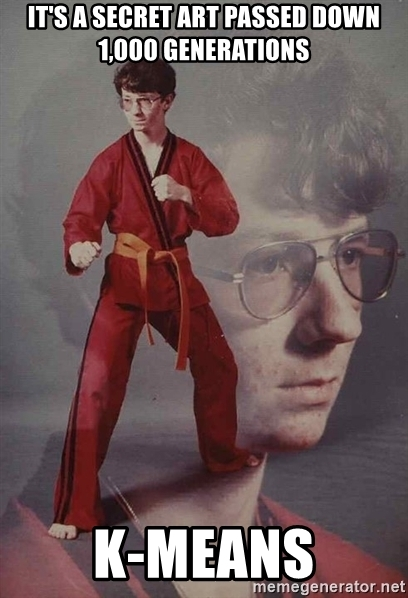 IT'S A SECRET ART PASSED DOWN
1,000 GENERATIONS
K-MEANS
memegenerator.net